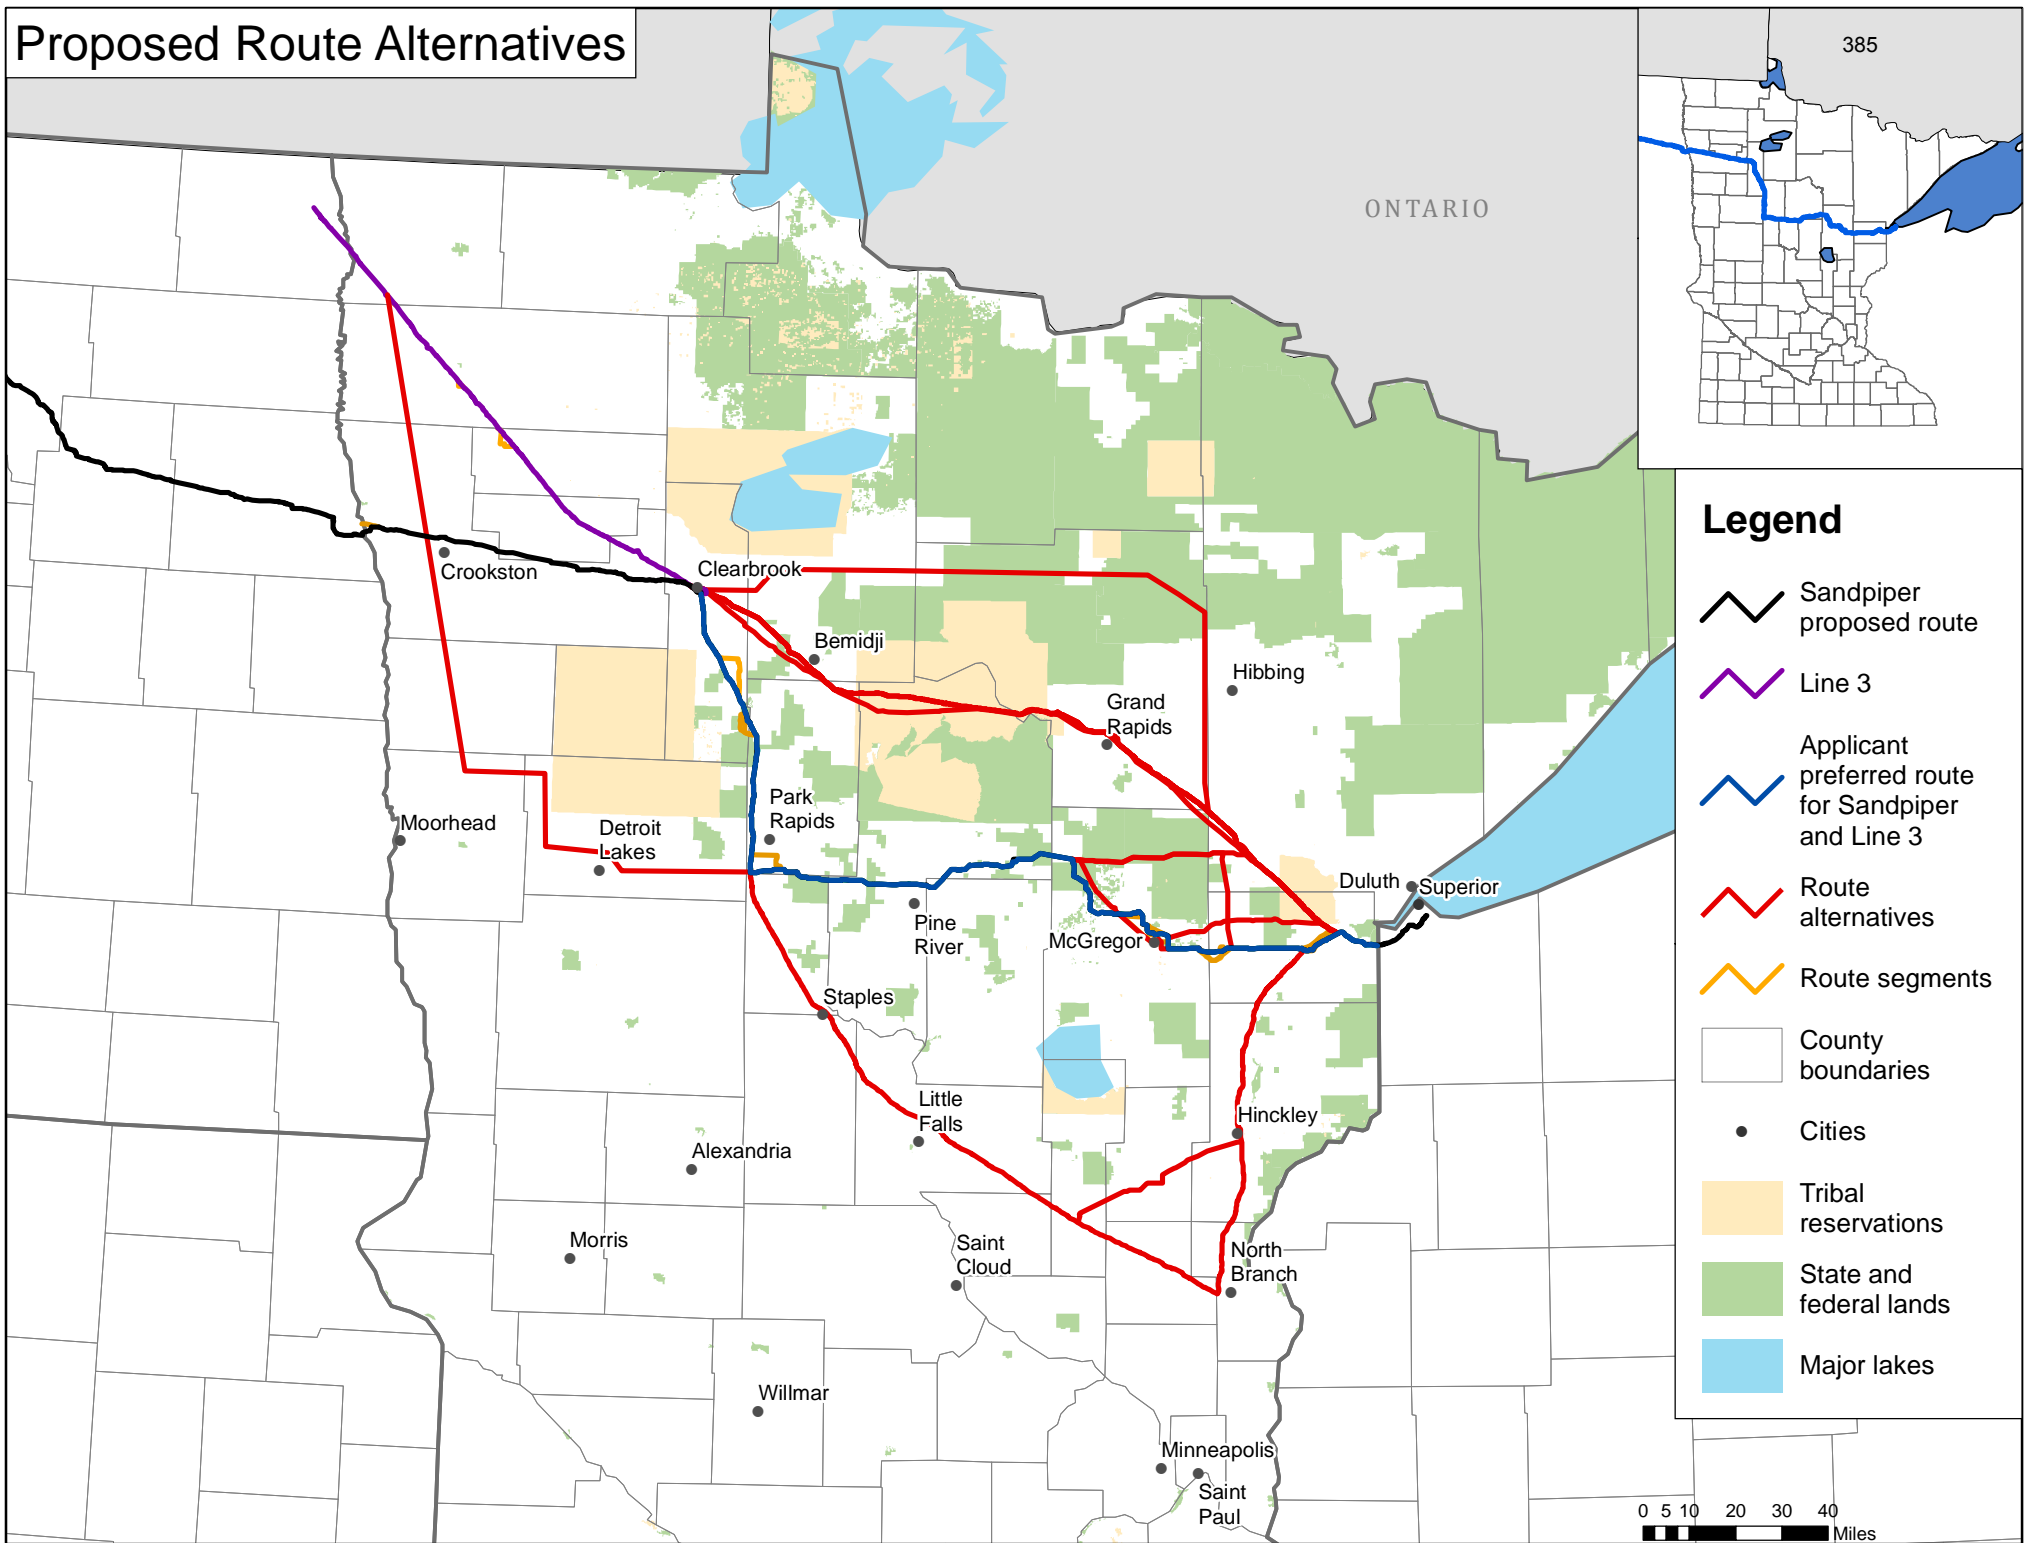 Proposed Route Alternatives
385
ONTARIO
Legend
Sandpiper
proposed route
Line 3
Applicant
preferred route
for Sandpiper
and Line 3
Route
alternatives
Route segments
County
boundaries
Cities
Tribal
reservations
State and
federal lands
Major lakes
Crookston
Clearbrook
Bemidji
Hibbing
Grand
Rapids
Park
Rapids
Moorhead
Detroit
Lakes
Duluth
Superior
Pine
River
McGregor
Staples
Little
Falls
Hinckley
Alexandria
Morris
Saint
Cloud
North
Branch
Willmar
Minneapolis
Saint
Paul
0 5 10 20 30 40
Miles